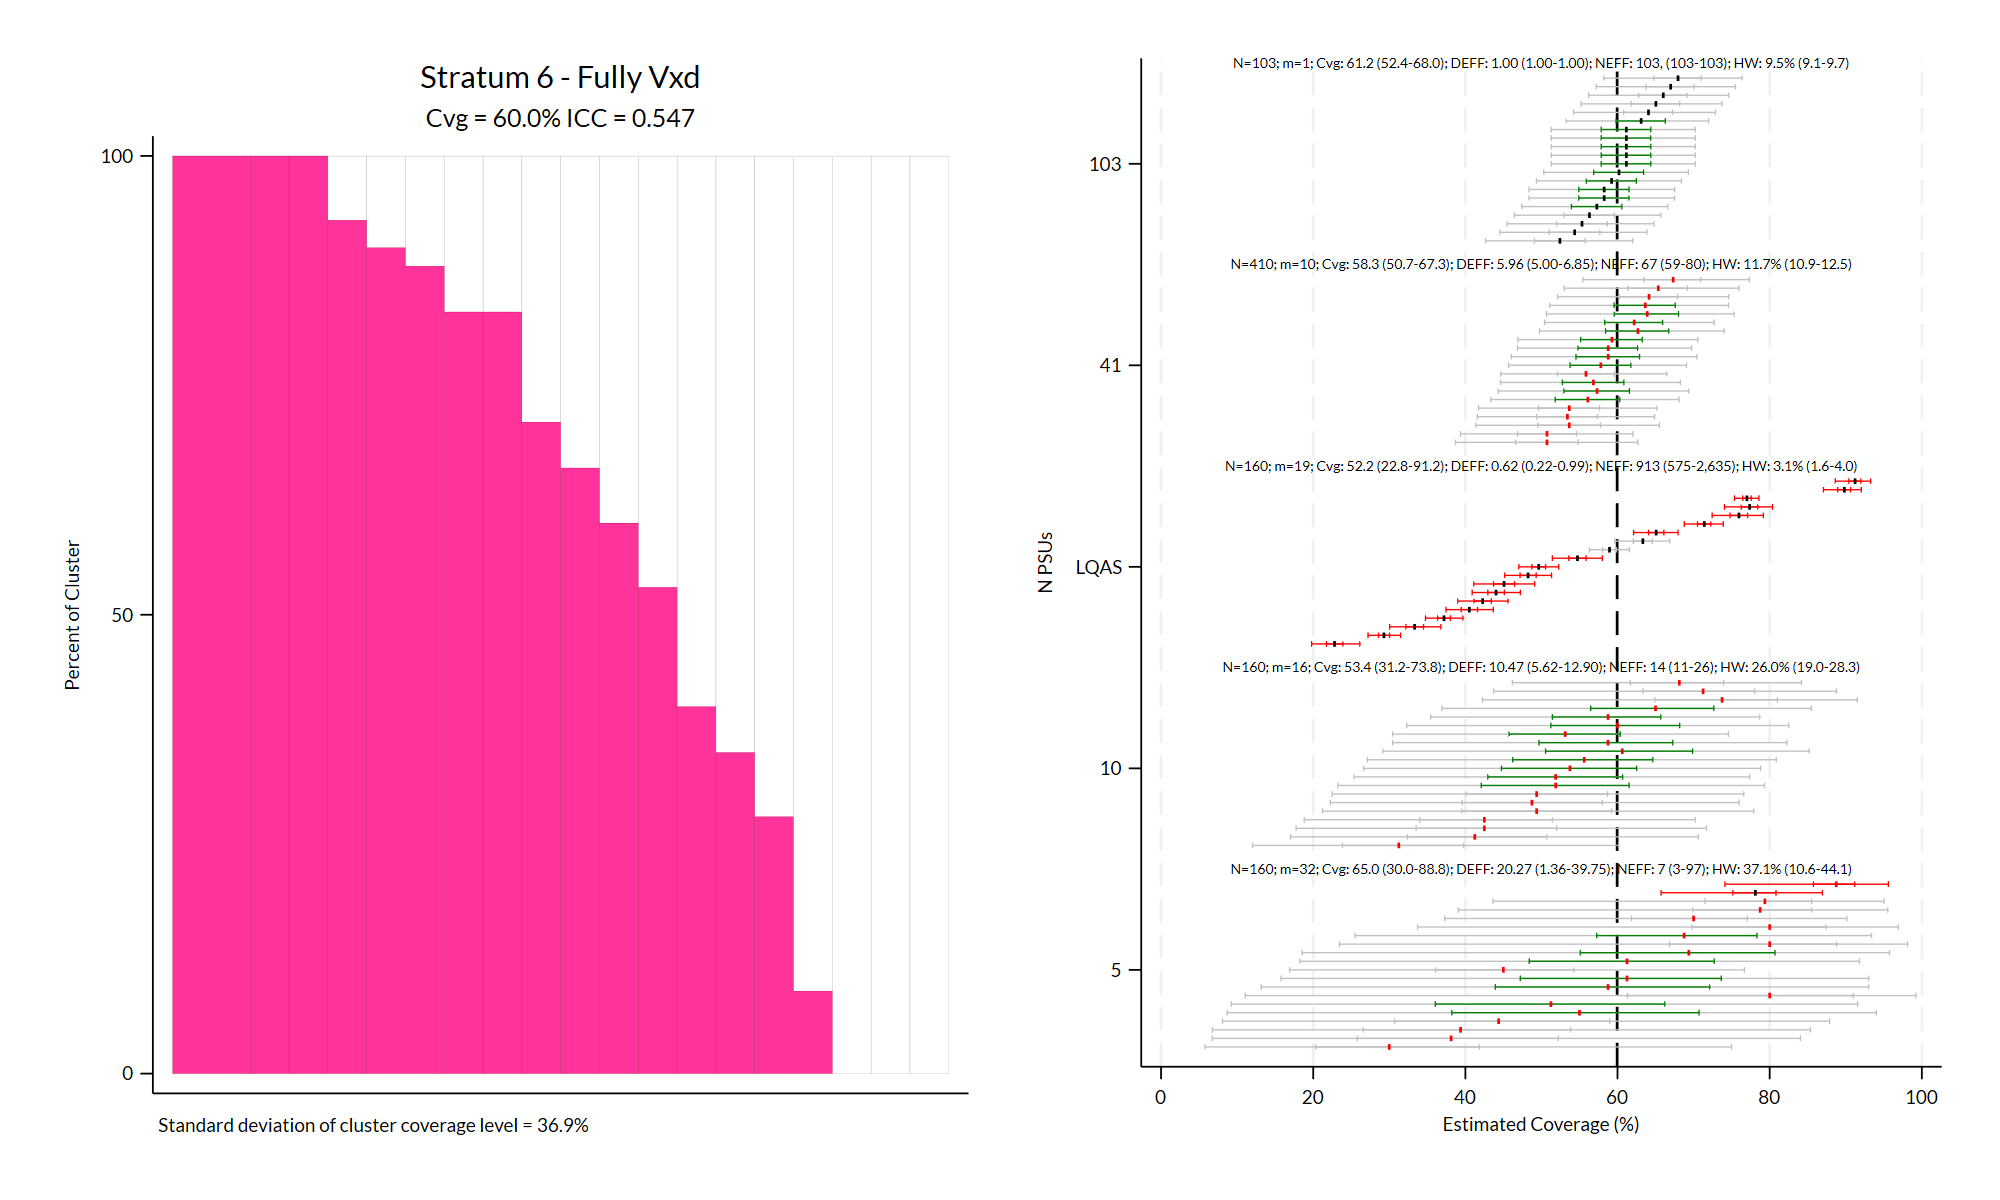 Stratum 6 - Fully Vxd
Cvg = 60.0% ICC = 0.547
100
50
0
Percent of Cluster
Standard deviation of cluster coverage level = 36.9%
N PSUs
N=103; m=1; Cvg: 61.2 (52.4-68.0); DEFF: 1.00 (1.00-1.00); NEFF: 103, (103-103); HW: 9.5% (9.1-9.7)
103
N=410; m=10; Cvg: 58.3 (50.7-67.3); DEFF: 5.96 (5.00-6.85); NEFF: 67 (59-80); HW: 11.7% (10.9-12.5)
41
N=160; m=19; Cvg: 52.2 (22.8-91.2); DEFF: 0.62 (0.22-0.99); NEFF: 913 (575-2,635); HW: 3.1% (1.6-4.0)
LQAS
N=160; m=16; Cvg: 53.4 (31.2-73.8); DEFF: 10.47 (5.62-12.90); NEFF: 14 (11-26); HW: 26.0% (19.0-28.3)
10
N=160; m=32; Cvg: 65.0 (30.0-88.8); DEFF: 20.27 (1.36-39.75); NEFF: 7 (3-97); HW: 37.1% (10.6-44.1)
5
0 20 40 60 80 100
Estimated Coverage (%)